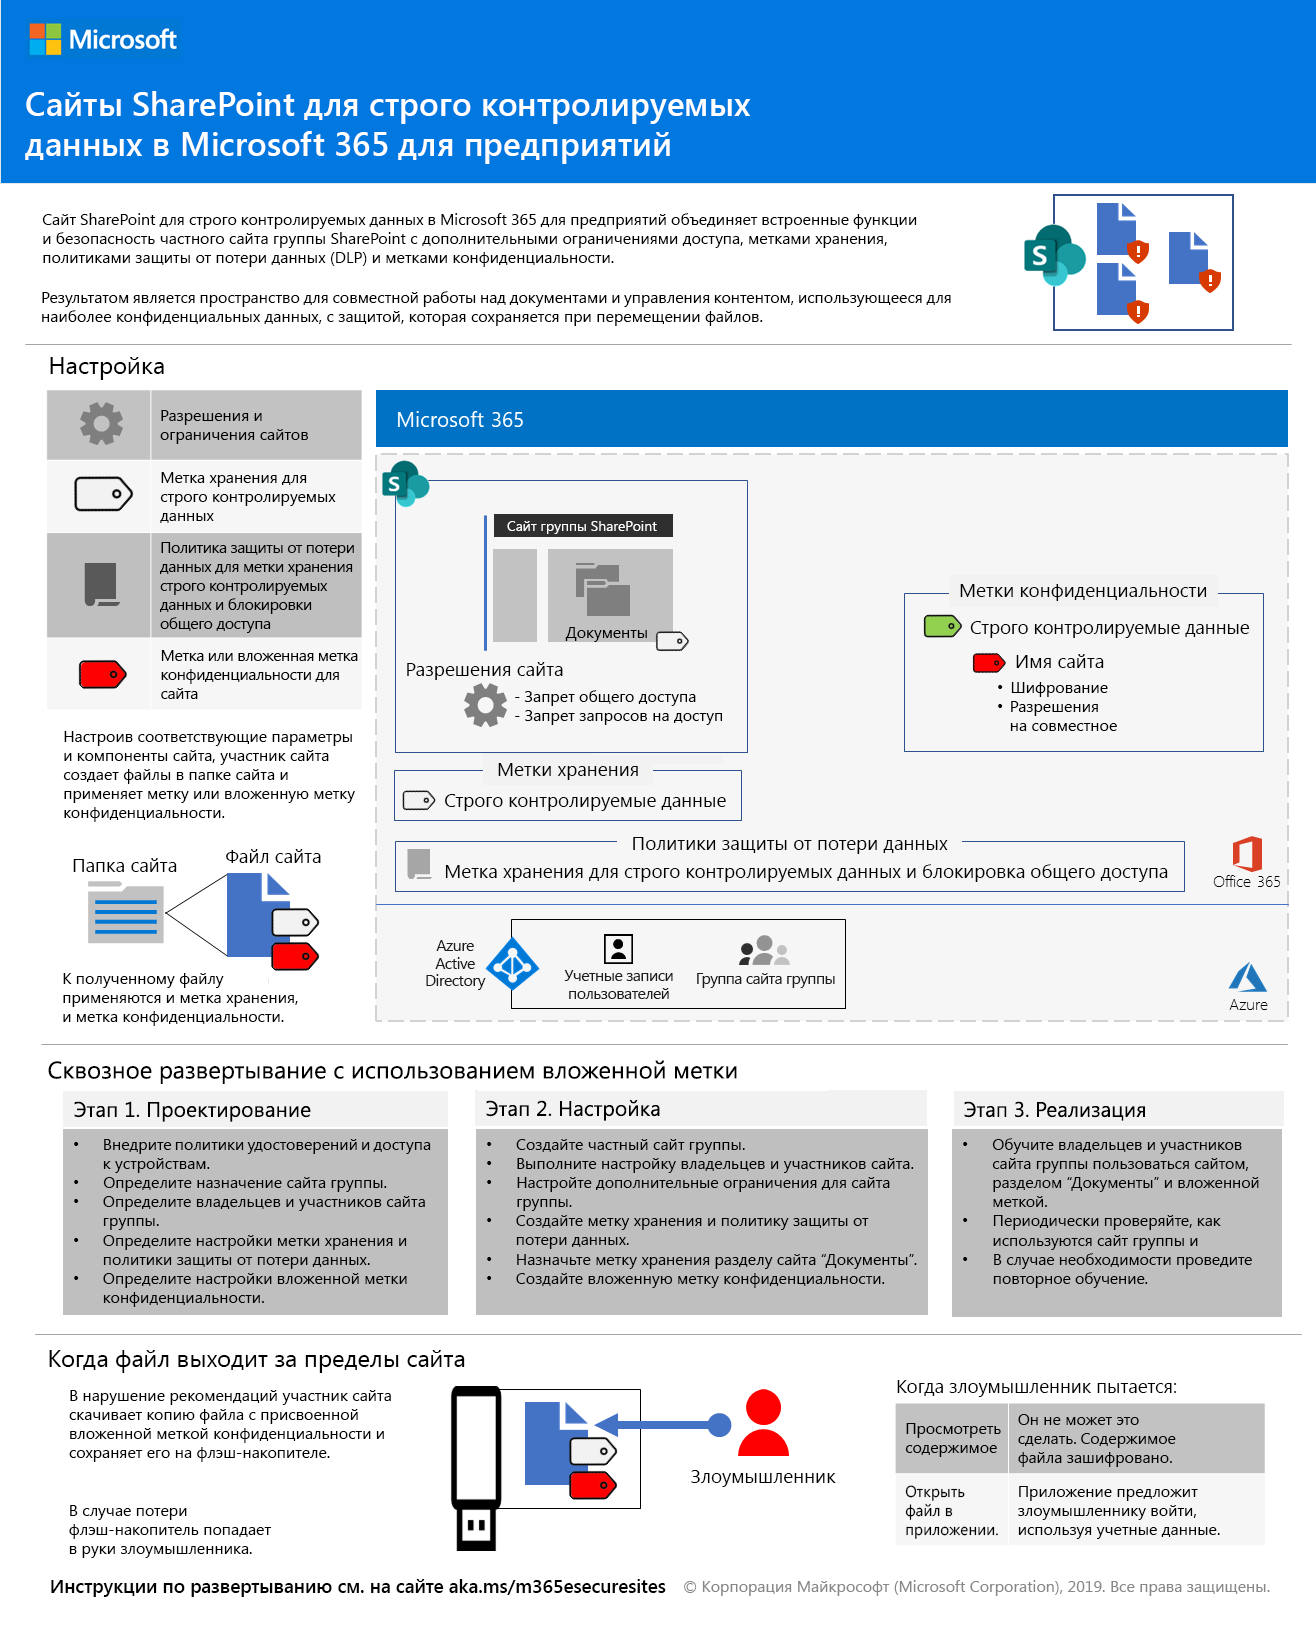 Microsoft
Сайты SharePoint для строго контролируемых
данных в Microsoft 365 для предприятий
Сайт SharePoint для строго контролируемых данных в Microsoft 365 для предприятий объединяет встроенные функции
и безопасность частного сайта группы SharePoint с дополнительными ограничениями доступа, метками хранения,
политиками защиты от потери данных (DLP) и метками конфиденциальности.
Результатом является пространство для совместной работы над документами и управления контентом, использующееся для
наиболее конфиденциальных данных, с защитой, которая сохраняется при перемещении файлов.
S
Настройка
Разрешения и
ограничения сайтов
Метка хранения для
строго контролируемых
данных
Политика защиты от потери
данных для метки хранения
строго контролируемых
данных и блокировки
общего доступа
Метка или вложенная метка
конфиденциальности для
сайта
Настроив соответствующие параметры
и компоненты сайта, участник сайта
создает файлы в папке сайта и
применяет метку или вложенную метку
конфиденциальности.
Папка сайта
Файл сайта
К полученному файлу
применяются и метка хранения,
и метка конфиденциальности.
Microsoft 365
S
Сайт группы SharePoint
Документы
Разрешения сайта
- Запрет общего доступа
- Запрет запросов на доступ
Метки конфиденциальности
Строго контролируемые данные
Имя сайта
• Шифрование
• Разрешения
на совместное
Метки хранения
Строго контролируемые данные
Политики защиты от потери данных
Метка хранения для строго контролируемых данных и блокировка общего доступа
Office 365
Azure
Active
Directory
Учетные записи
пользователей
Группа сайта группы
Azure
Сквозное развертывание с использованием вложенной метки
Этап 1. Проектирование
• Внедрите политики удостоверений и доступа
к устройствам.
• Определите назначение сайта группы.
• Определите владельцев и участников сайта
группы.
• Определите настройки метки хранения и
политики защиты от потери данных.
• Определите настройки вложенной метки
конфиденциальности.
Этап 2. Настройка
• Создайте частный сайт группы.
• Выполните настройку владельцев и участников сайта.
• Настройте дополнительные ограничения для сайта
группы.
• Создайте метку хранения и политику защиты от
потери данных.
• Назначьте метку хранения разделу сайта “Документы”.
• Создайте вложенную метку конфиденциальности.
Этап 3. Реализация
• Обучите владельцев и участников
сайта группы пользоваться сайтом,
разделом “Документы” и вложенной
меткой.
• Периодически проверяйте, как
используются сайт группы и
• В случае необходимости проведите
повторное обучение.
Когда файл выходит за пределы сайта
В нарушение рекомендаций участник сайта
скачивает копию файла с присвоенной
вложенной меткой конфиденциальности и
сохраняет его на флэш-накопителе.
В случае потери
флэш-накопитель попадает
в руки злоумышленника.
Злоумышленник
Когда злоумышленник пытается:
Просмотреть
содержимое
Он не может это
сделать. Содержимое
файла зашифровано.
Открыть
файл в
приложении.
Приложение предложит
злоумышленнику войти,
используя учетные данные.
Инструкции по развертыванию см. на сайте aka.ms/m365esecuresites
© Корпорация Майкрософт (Microsoft Corporation), 2019. Все права защищены.